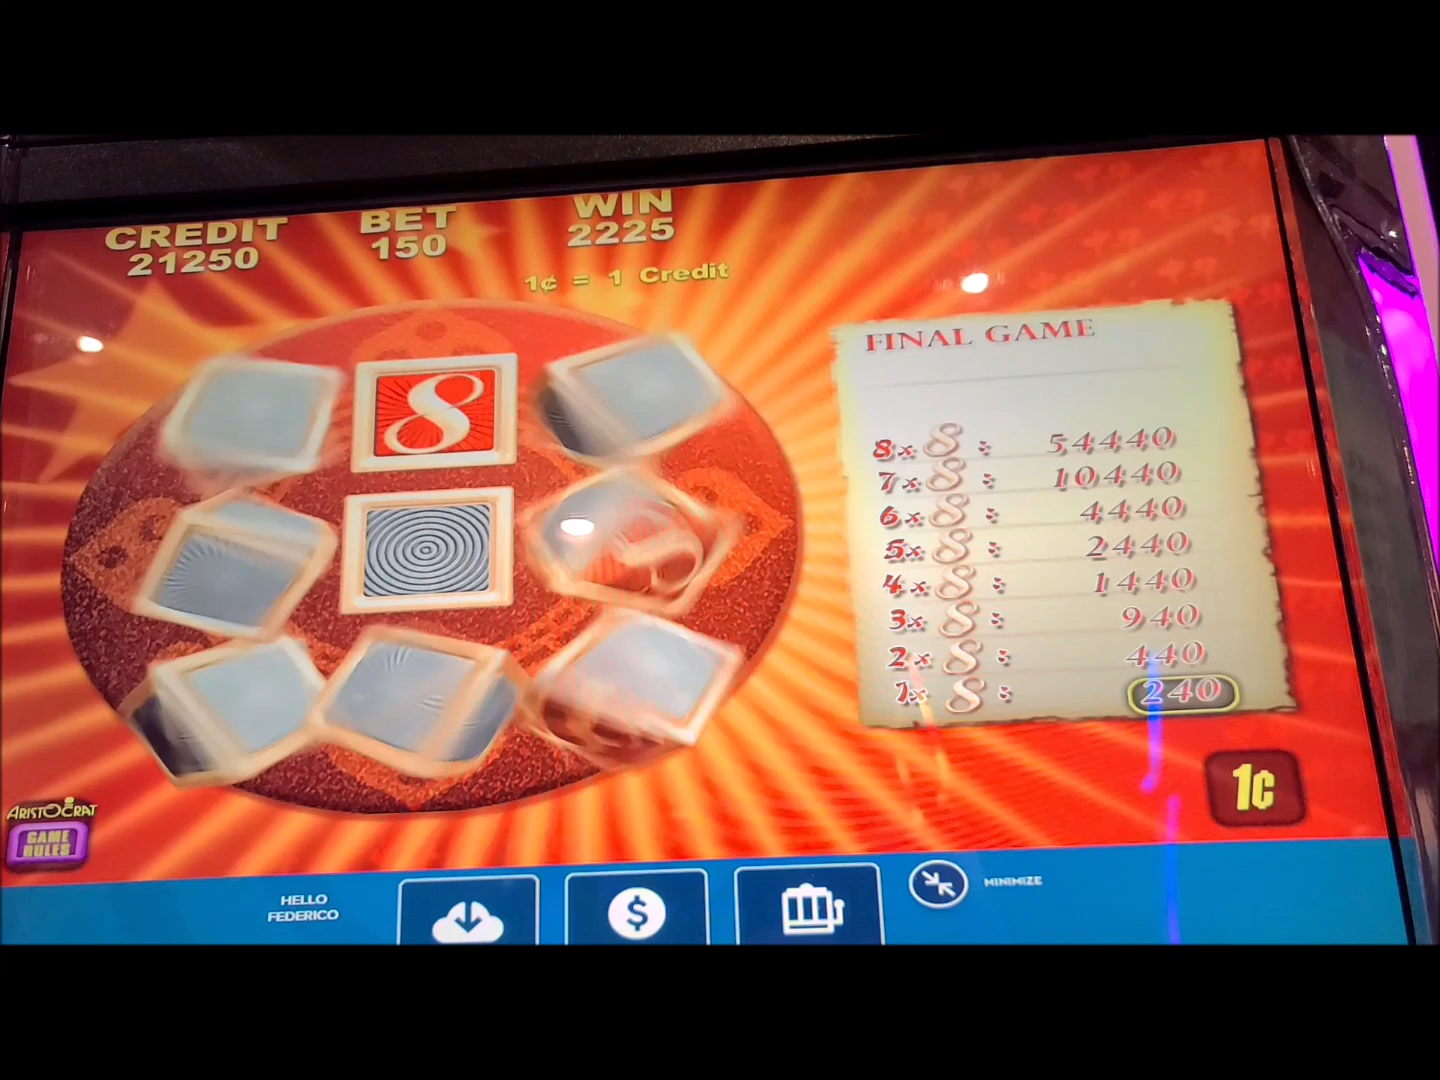 CREDIT
21250
BET
150
WIN
2225
1¢ = 1 Credit
8
FINAL GAME
8x 8 : 54440
7x 8 : 10440
6x 8 : 4440
5x 8 : 2440
4x 8 : 1440
3x 8 : 940
2x 8 : 440
1x 8 : 240
1¢
ARISTOCRAT
GAME
RULES
HELLO
FEDERICO
$
MINIMIZE